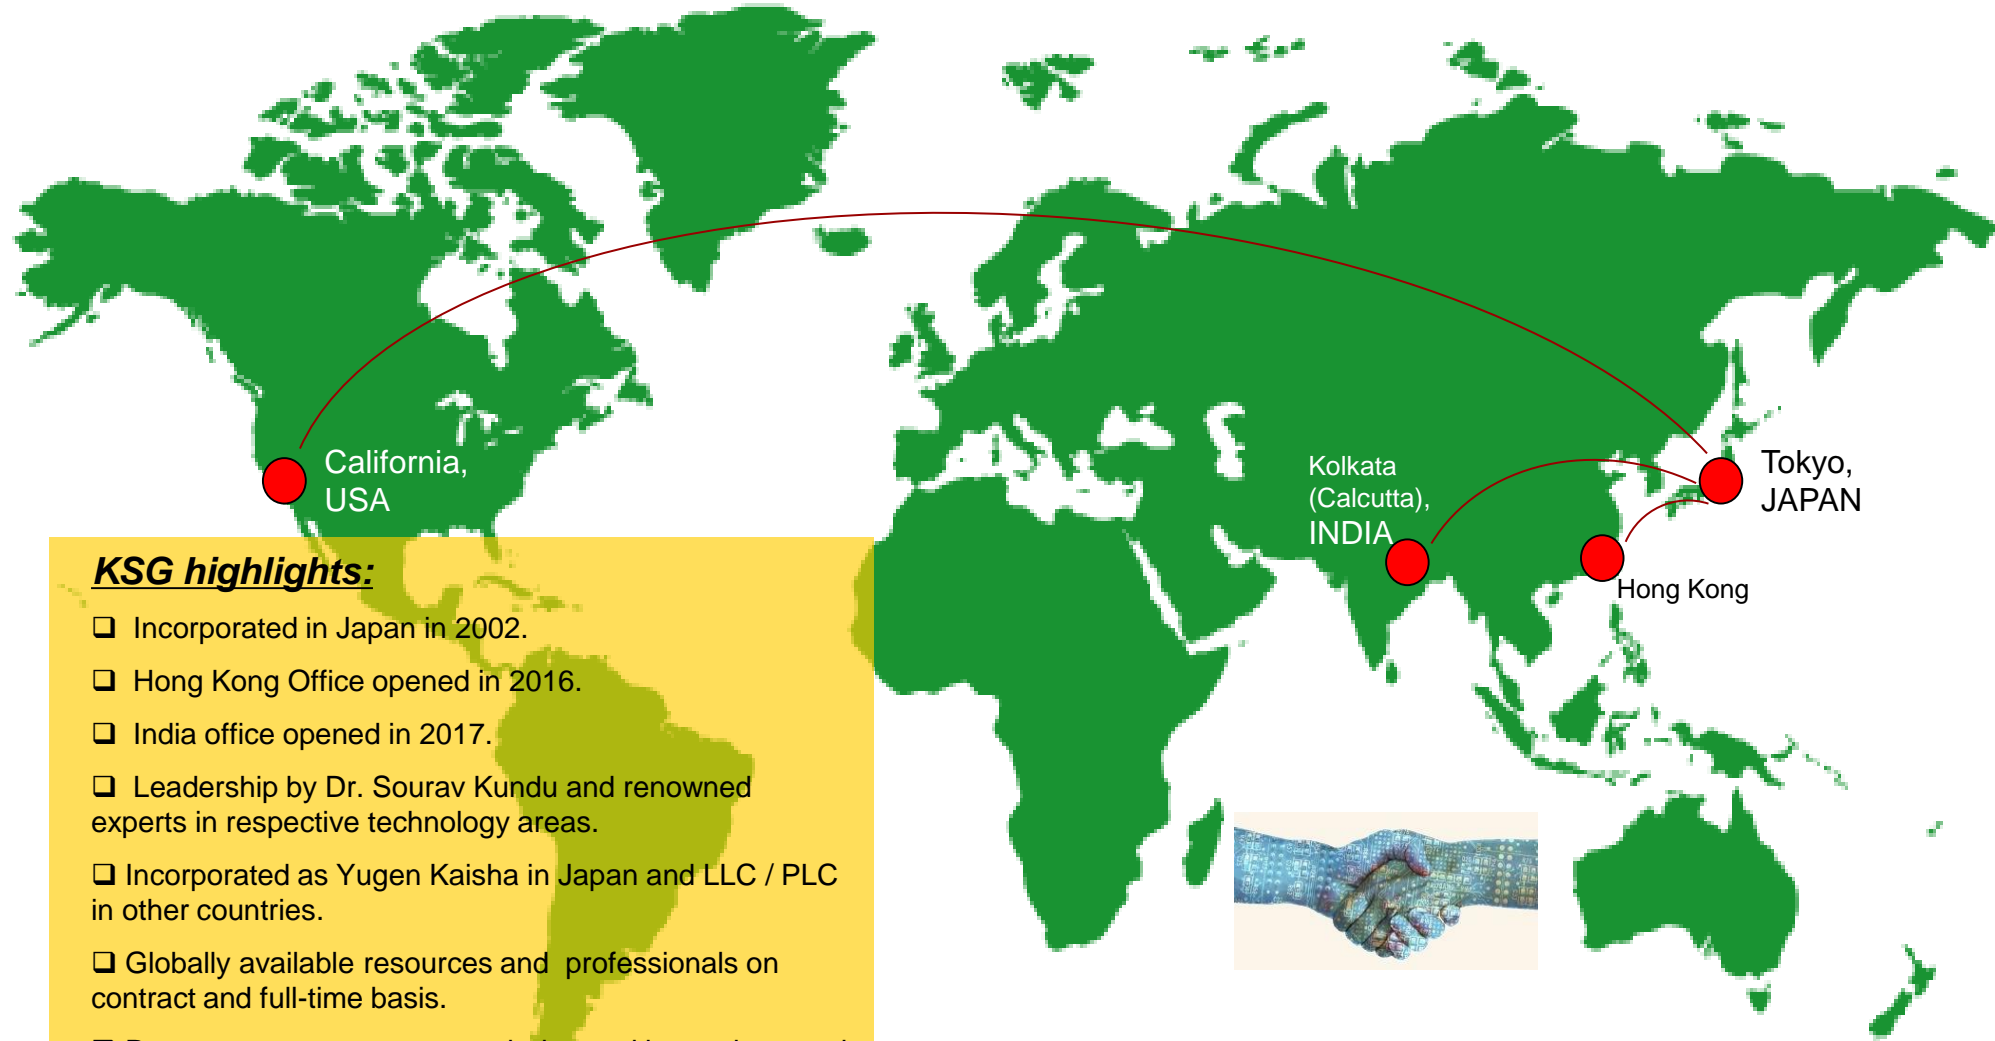 California,
USA
Kolkata
(Calcutta),
INDIA
Tokyo,
JAPAN
Hong Kong
KSG highlights:
❑ Incorporated in Japan in 2002.
❑ Hong Kong Office opened in 2016.
❑ India office opened in 2017.
❑ Leadership by Dr. Sourav Kundu and renowned
experts in respective technology areas.
❑ Incorporated as Yugen Kaisha in Japan and LLC / PLC
in other countries.
❑ Globally available resources and professionals on
contract and full-time basis.